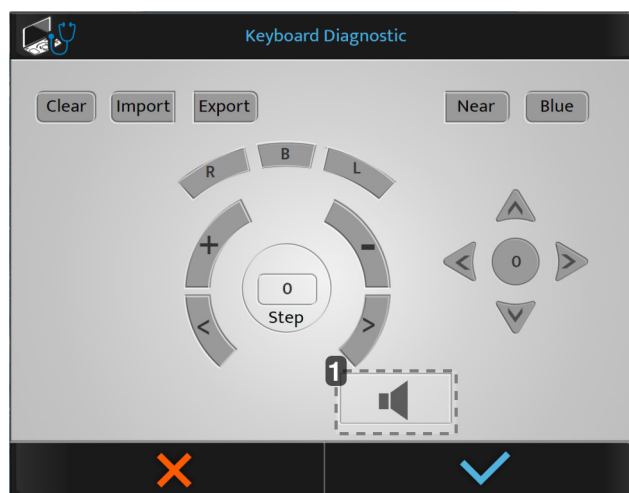 Keyboard Diagnostic
Clear Import Export Near Blue
R B L
+ -
0
< Step >
0
1